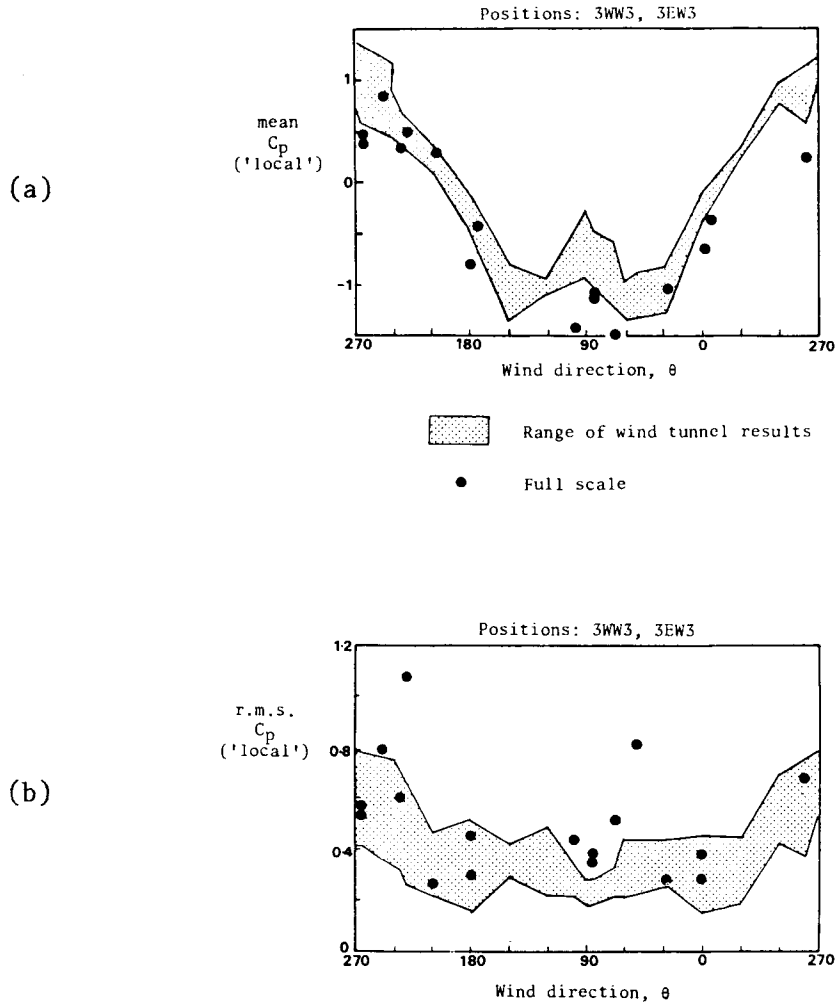 Positions: 3WW3, 3EW3
(a)
mean
Cp
('local')
1
0
-1
270
180
90
0
270
Wind direction, θ
Range of wind tunnel results
Full scale
Positions: 3WW3, 3EW3
(b)
r.m.s.
Cp
('local')
1·2
0·8
0·4
0
270
180
90
0
270
Wind direction, θ